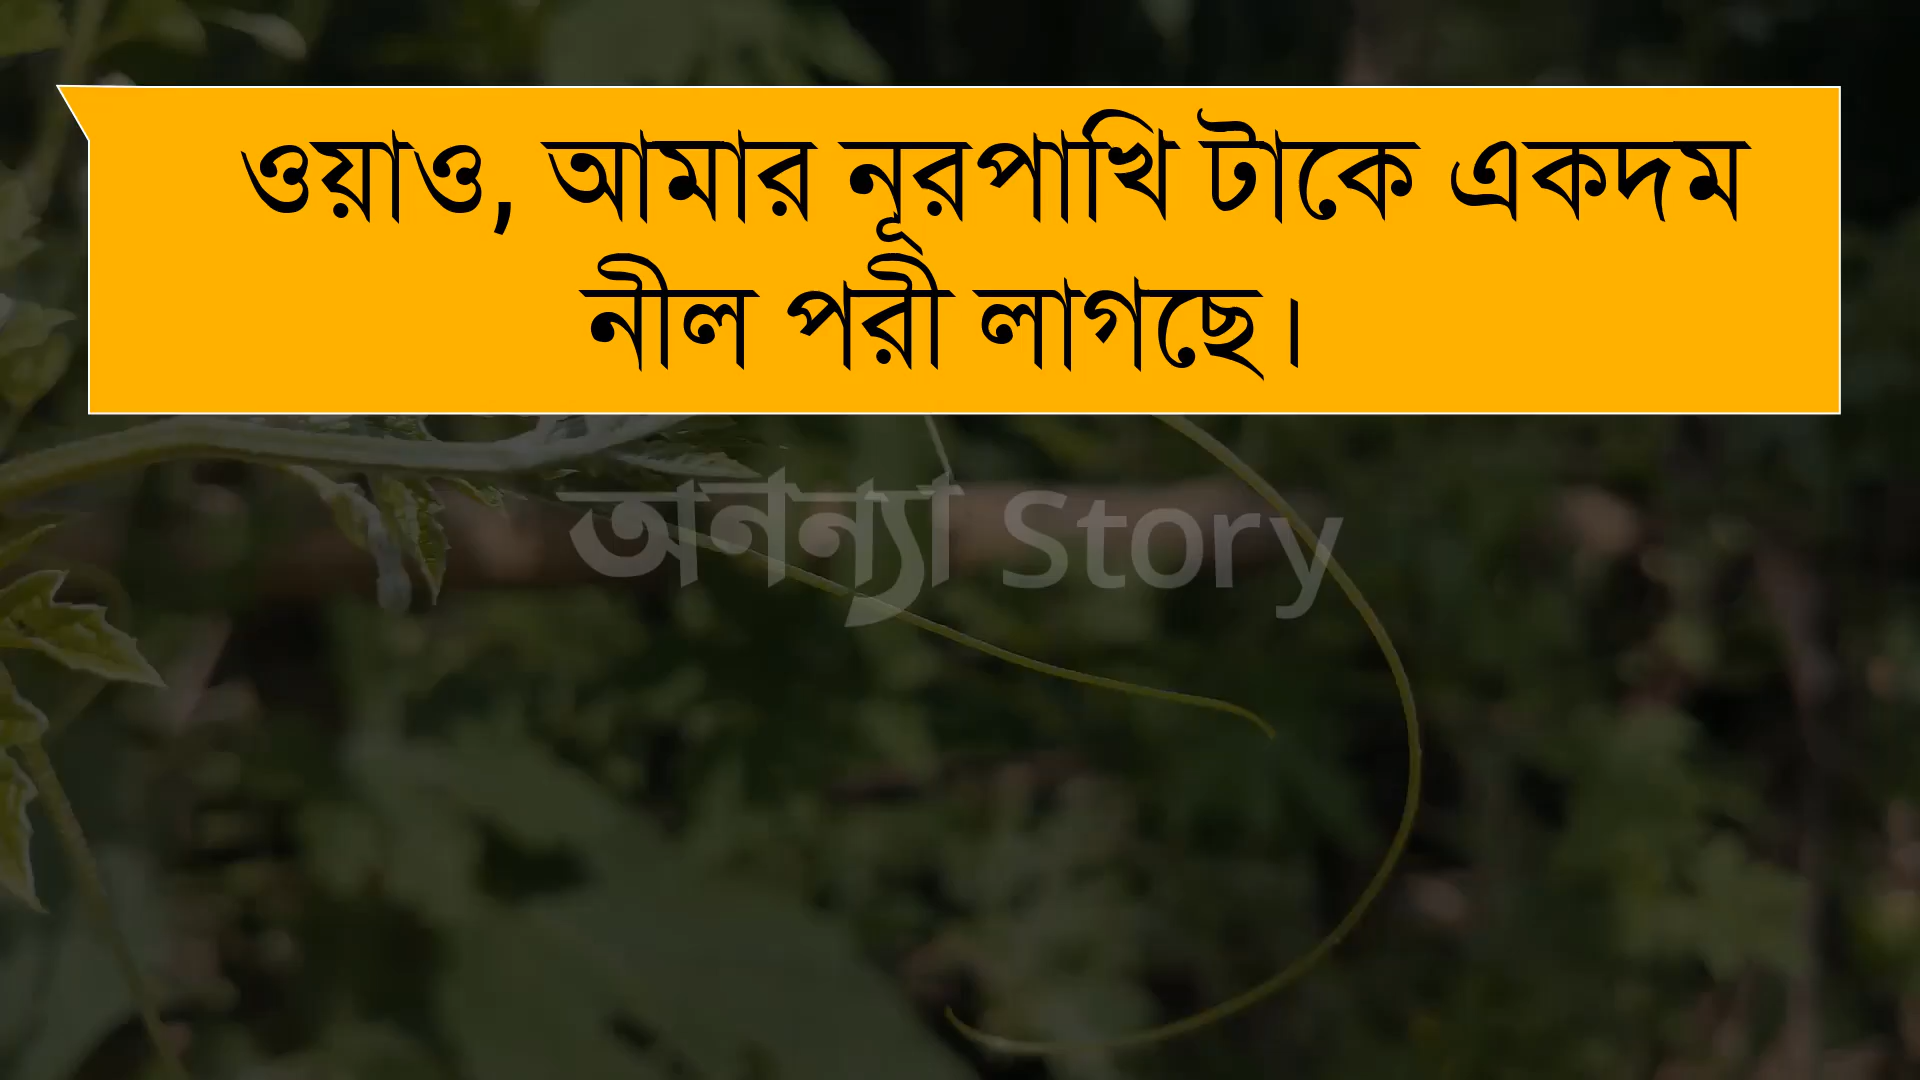 ওয়াও, আমার নূরপাখি টাকে একদম
নীল পরী লাগছে।
অনন্যা Story